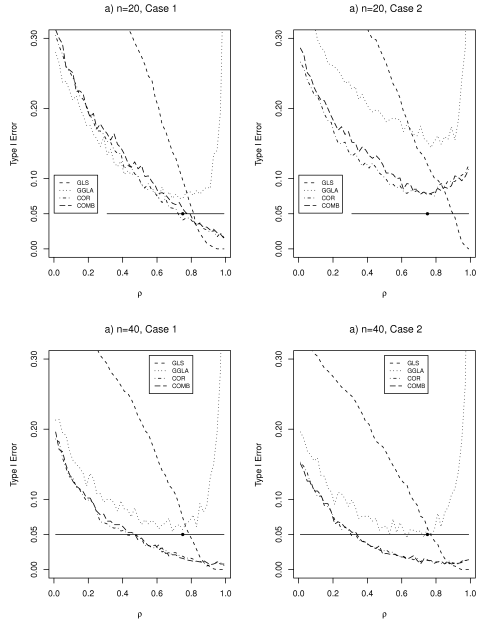 a) n=20, Case 1
Type I Error
0.30
0.20
0.10
0.05
0.00
GLS
GGLA
COR
COMB
0.0 0.2 0.4 0.6 0.8 1.0
ρ
a) n=20, Case 2
Type I Error
0.30
0.20
0.10
0.05
0.00
GLS
GGLA
COR
COMB
0.0 0.2 0.4 0.6 0.8 1.0
ρ
a) n=40, Case 1
Type I Error
0.30
0.20
0.10
0.05
0.00
GLS
GGLA
COR
COMB
0.0 0.2 0.4 0.6 0.8 1.0
ρ
a) n=40, Case 2
Type I Error
0.30
0.20
0.10
0.05
0.00
GLS
GGLA
COR
COMB
0.0 0.2 0.4 0.6 0.8 1.0
ρ